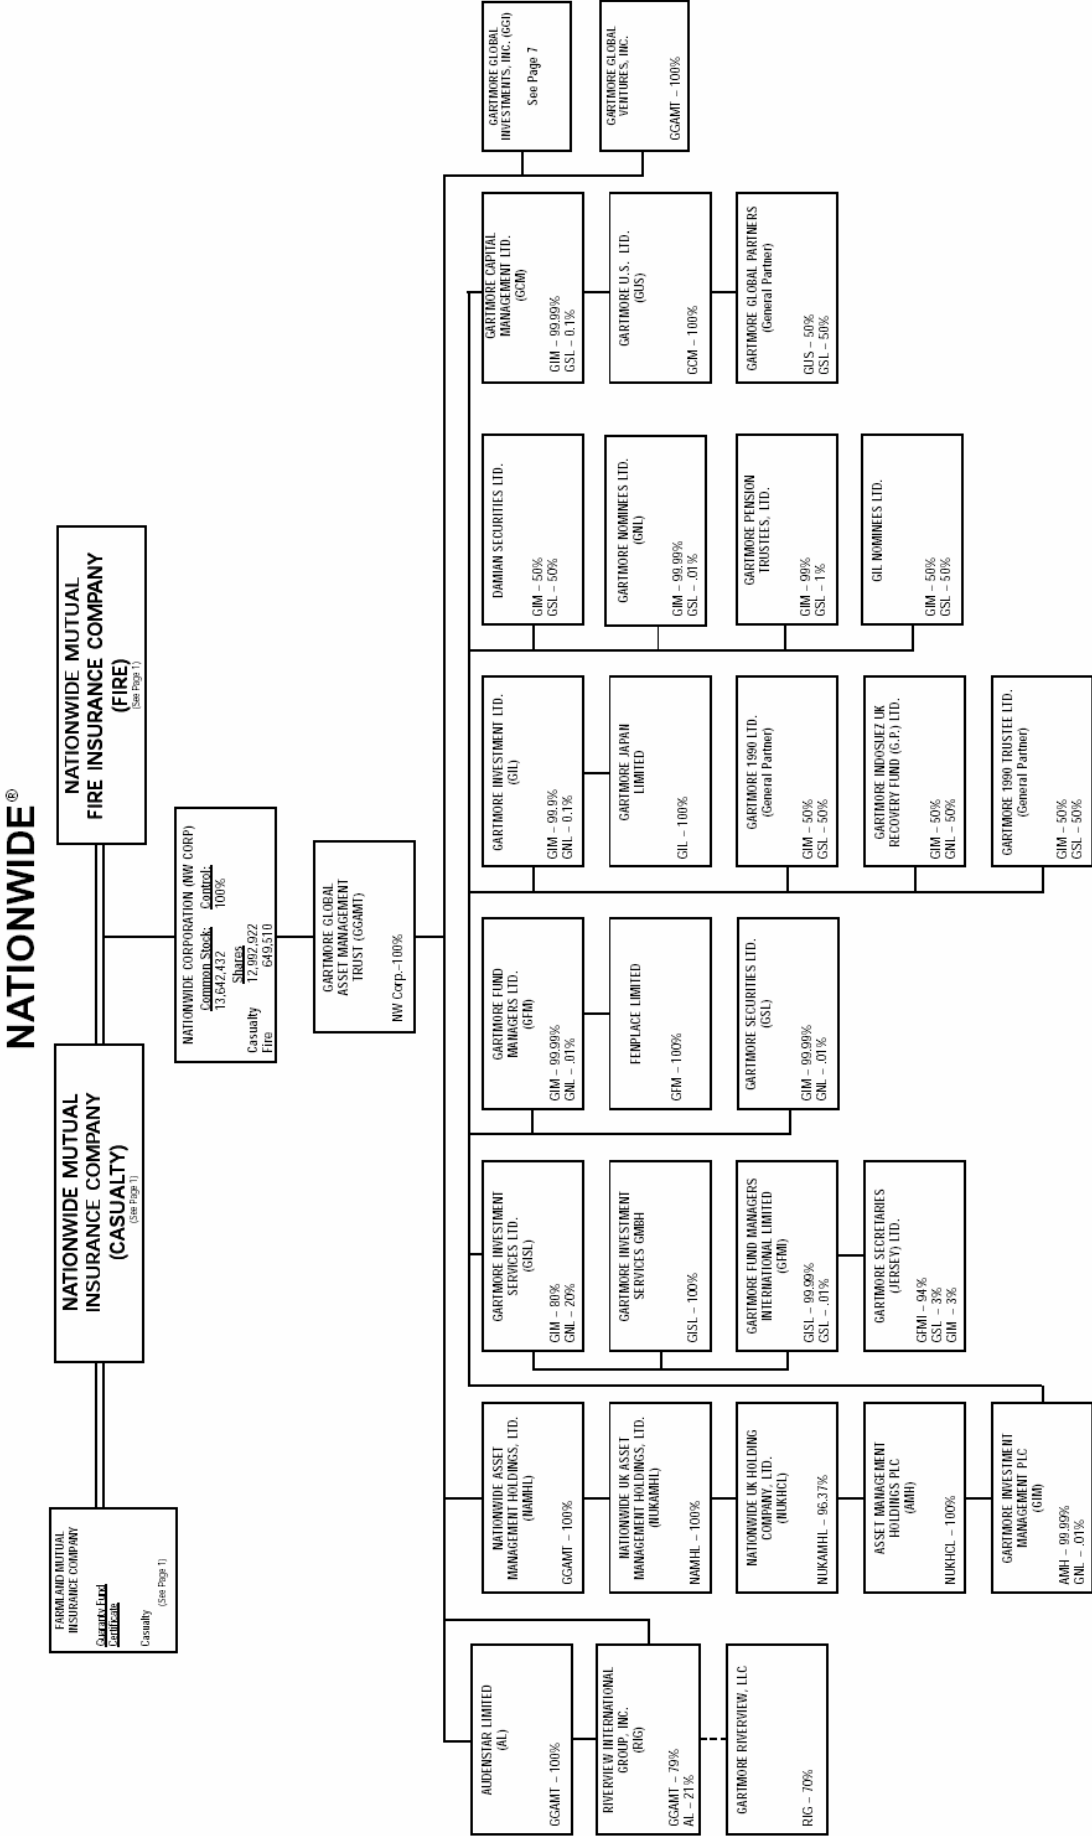 NATIONWIDE®
FARMLAND MUTUAL
INSURANCE COMPANY
Guaranty Fund
Certificate
Casualty
(See Page 1)
NATIONWIDE MUTUAL
INSURANCE COMPANY
(CASUALTY)
(See Page 1)
NATIONWIDE MUTUAL
FIRE INSURANCE COMPANY
(FIRE)
(See Page 1)
NATIONWIDE CORPORATION (NW CORP)
Common Stock: Control:
13,642,432 100%
Shares
Casualty 12,992,922
Fire 649,510
GARTMORE GLOBAL
ASSET MANAGEMENT
TRUST (GGAMT)
NW Corp.–100%
AUDENSTAR LIMITED
(AL)
GGAMT – 100%
RIVERVIEW INTERNATIONAL
GROUP, INC.
(RIG)
GGAMT – 79%
AL – 21%
GARTMORE RIVERVIEW, LLC
RIG – 70%
NATIONWIDE ASSET
MANAGEMENT HOLDINGS, LTD.
(NAMHL)
GGAMT – 100%
NATIONWIDE UK ASSET
MANAGEMENT HOLDINGS, LTD.
(NUKAMHL)
NAMHL – 100%
NATIONWIDE UK HOLDING
COMPANY, LTD.
(NUKHCL)
NUKAMHL – 96.37%
ASSET MANAGEMENT
HOLDINGS PLC
(AMH)
NUKHCL – 100%
GARTMORE INVESTMENT
MANAGEMENT PLC
(GIM)
AMH – 99.99%
GNL – .01%
GARTMORE INVESTMENT
SERVICES LTD.
(GISL)
GIM – 80%
GNL – 20%
GARTMORE INVESTMENT
SERVICES GMBH
GISL – 100%
GARTMORE FUND MANAGERS
INTERNATIONAL LIMITED
(GFMI)
GISL – 99.99%
GSL – .01%
GARTMORE SECRETARIES
(JERSEY) LTD.
GFMI – 94%
GSL – 3%
GIM – 3%
GARTMORE FUND
MANAGERS LTD.
(GFM)
GIM – 99.99%
GNL – .01%
FENPLACE LIMITED
GFM – 100%
GARTMORE SECURITIES LTD.
(GSL)
GIM – 99.99%
GNL – .01%
GARTMORE INVESTMENT LTD.
(GIL)
GIM – 99.9%
GNL – 0.1%
GARTMORE JAPAN
LIMITED
GIL – 100%
GARTMORE 1990 LTD.
(General Partner)
GIM – 50%
GSL – 50%
GARTMORE INDOSUEZ UK
RECOVERY FUND (G.P.) LTD.
GIM – 50%
GNL – 50%
GARTMORE 1990 TRUSTEE LTD.
(General Partner)
GIM – 50%
GSL – 50%
DAMIAN SECURITIES LTD.
GIM – 50%
GSL – 50%
GARTMORE NOMINEES LTD.
(GNL)
GIM – 99.99%
GSL – .01%
GARTMORE PENSION
TRUSTEES, LTD.
GIM – 99%
GSL – 1%
GIL NOMINEES LTD.
GIM – 50%
GSL – 50%
GARTMORE CAPITAL
MANAGEMENT LTD.
(GCM)
GIM – 99.99%
GSL – 0.1%
GARTMORE U.S. LTD.
(GUS)
GCM – 100%
GARTMORE GLOBAL PARTNERS
(General Partner)
GUS – 50%
GSL – 50%
GARTMORE GLOBAL
INVESTMENTS, INC. (GGI)
See Page 7
GARTMORE GLOBAL
VENTURES, INC.
GGAMT – 100%